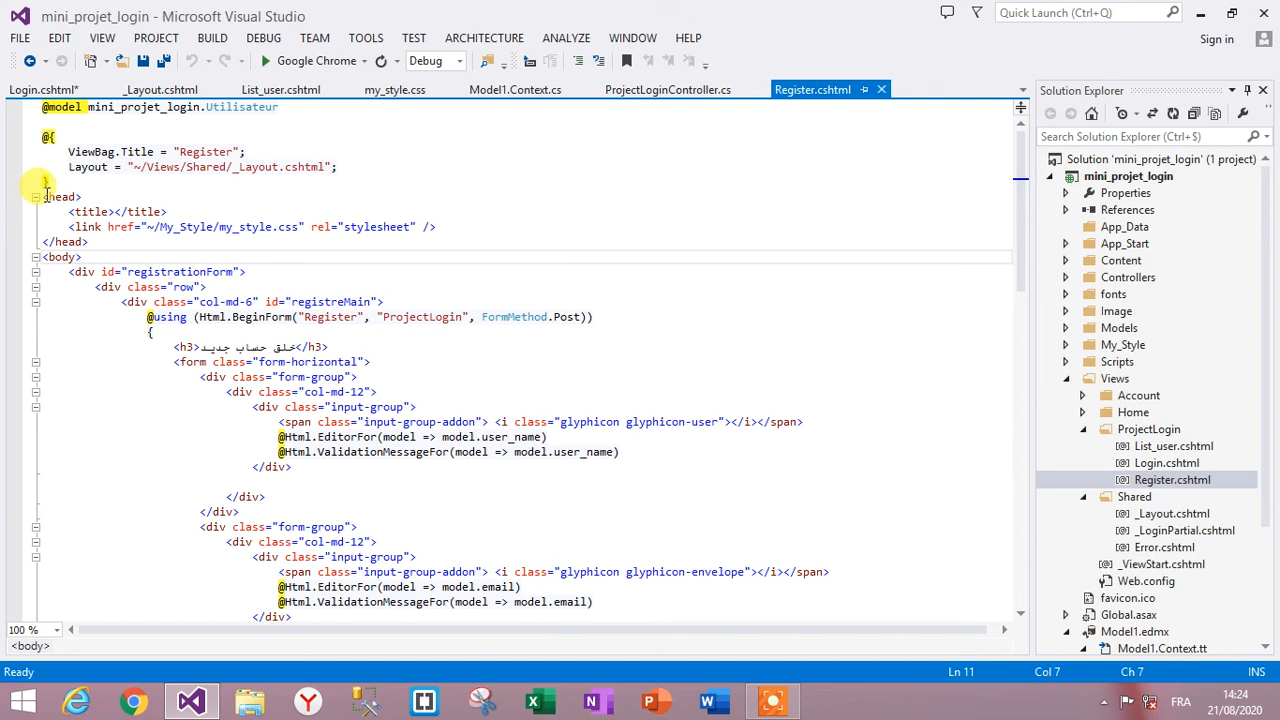 mini_projet_login - Microsoft Visual Studio
Quick Launch (Ctrl+Q)
FILE EDIT VIEW PROJECT BUILD DEBUG TEAM TOOLS TEST ARCHITECTURE ANALYZE WINDOW HELP
Sign in
Google Chrome
Debug
Login.cshtml* _Layout.cshtml List_user.cshtml my_style.css Model1.Context.cs ProjectLoginController.cs Register.cshtml
@model mini_projet_login.Utilisateur
@{
ViewBag.Title = "Register";
Layout = "~/Views/Shared/_Layout.cshtml";
}
<head>
<title></title>
<link href="~/My_Style/my_style.css" rel="stylesheet" />
</head>
<body>
<div id="registrationForm">
<div class="row">
<div class="col-md-6" id="registreMain">
@using (Html.BeginForm("Register", "ProjectLogin", FormMethod.Post))
{
<h3>خلق حساب جديد</h3>
<form class="form-horizontal">
<div class="form-group">
<div class="col-md-12">
<div class="input-group">
<span class="input-group-addon"> <i class="glyphicon glyphicon-user"></i></span>
@Html.EditorFor(model => model.user_name)
@Html.ValidationMessageFor(model => model.user_name)
</div>
</div>
</div>
<div class="form-group">
<div class="col-md-12">
<div class="input-group">
<span class="input-group-addon"> <i class="glyphicon glyphicon-envelope"></i></span>
@Html.EditorFor(model => model.email)
@Html.ValidationMessageFor(model => model.email)
</div>
100 %
<body>
Solution Explorer
Search Solution Explorer (Ctrl+$)
Solution 'mini_projet_login' (1 project)
mini_projet_login
Properties
References
App_Data
App_Start
Content
Controllers
fonts
Image
Models
My_Style
Scripts
Views
Account
Home
ProjectLogin
List_user.cshtml
Login.cshtml
Register.cshtml
Shared
_Layout.cshtml
_LoginPartial.cshtml
Error.cshtml
_ViewStart.cshtml
Web.config
favicon.ico
Global.asax
Model1.edmx
Model1.Context.tt
Ready
Ln 11 Col 7 Ch 7 INS
FRA
14:24
21/08/2020